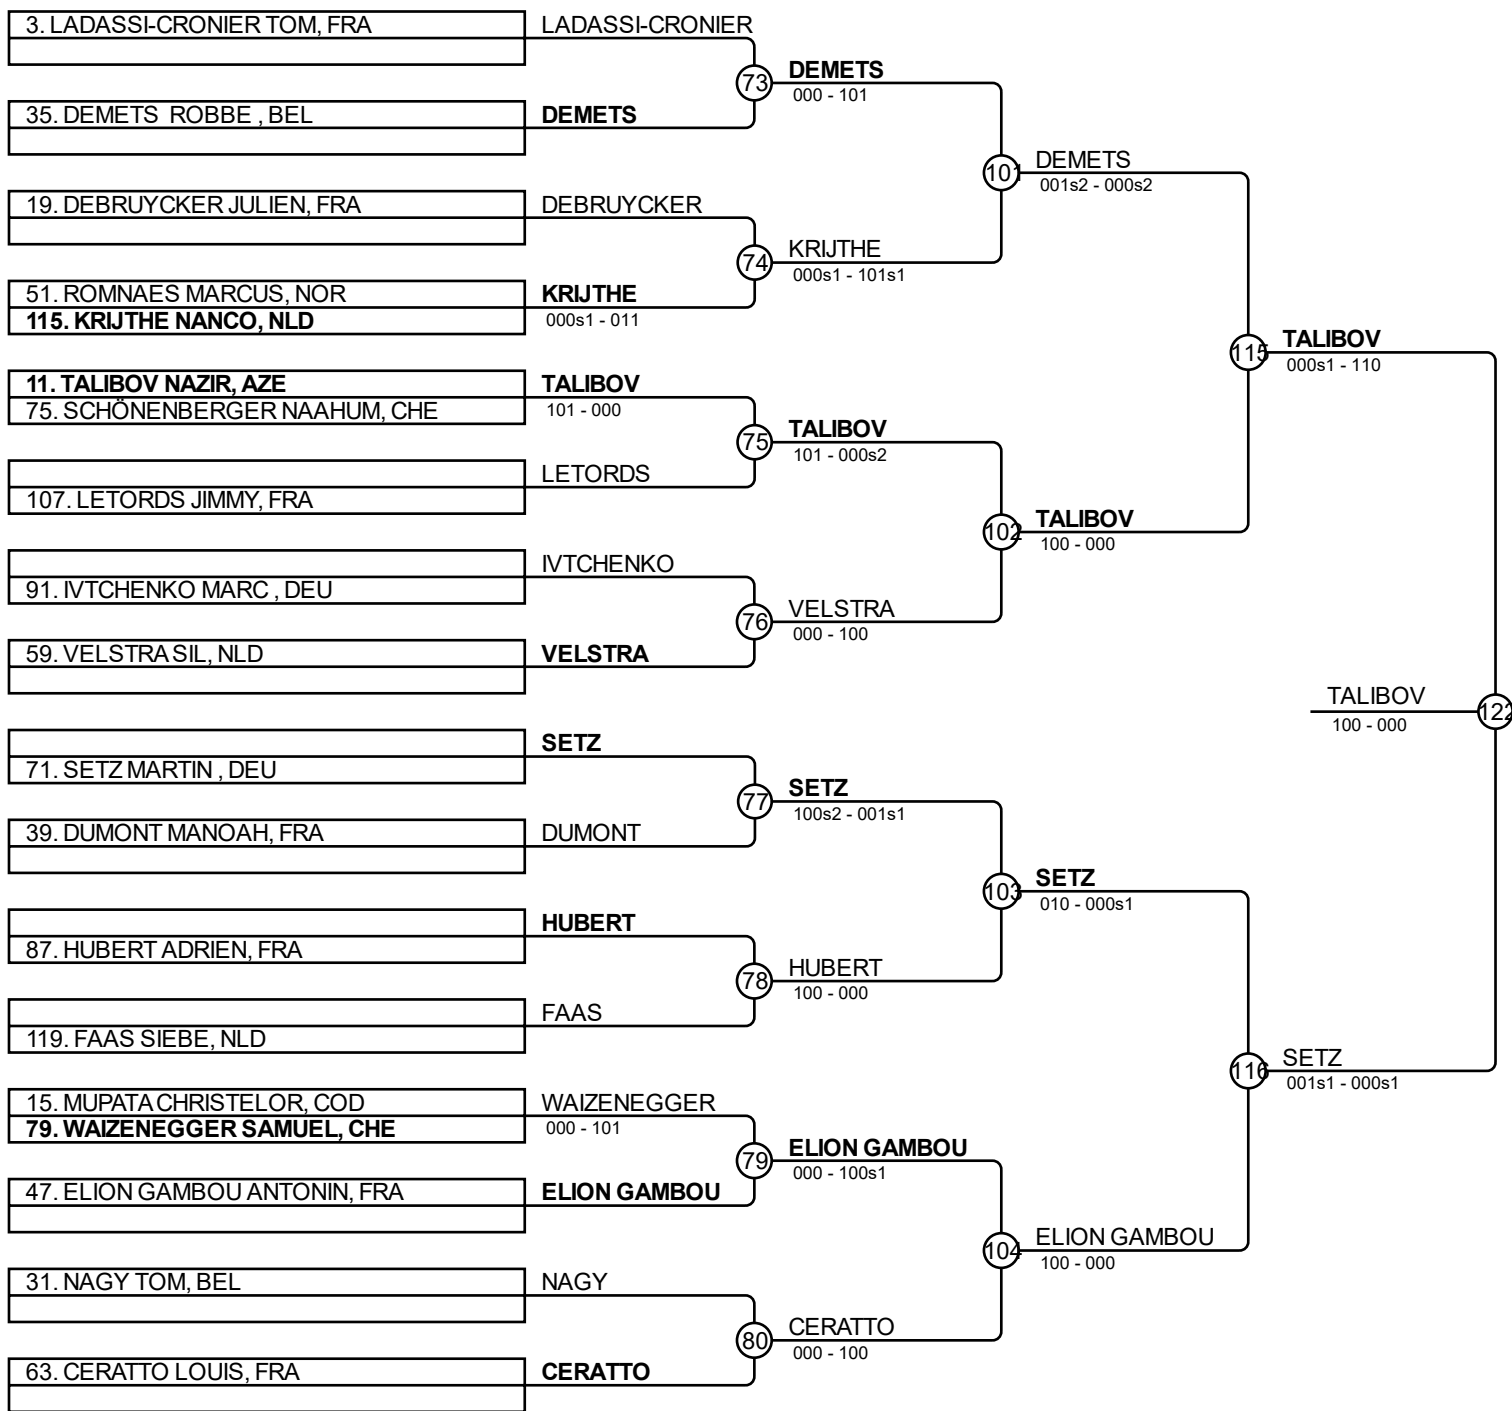 3. LADASSI-CRONIER TOM, FRA
35. DEMETS  ROBBE , BEL
19. DEBRUYCKER JULIEN, FRA
51. ROMNAES MARCUS, NOR
115. KRIJTHE NANCO, NLD
11. TALIBOV NAZIR, AZE
75. SCHÖNENBERGER NAAHUM, CHE
107. LETORDS JIMMY, FRA
91. IVTCHENKO MARC , DEU
59. VELSTRA SIL, NLD
71. SETZ MARTIN , DEU
39. DUMONT MANOAH, FRA
87. HUBERT ADRIEN, FRA
119. FAAS SIEBE, NLD
15. MUPATA CHRISTELOR, COD
79. WAIZENEGGER SAMUEL, CHE
47. ELION GAMBOU ANTONIN, FRA
31. NAGY TOM, BEL
63. CERATTO LOUIS, FRA
LADASSI-CRONIER
DEMETS
DEBRUYCKER
KRIJTHE
000s1 - 011
TALIBOV
101 - 000
LETORDS
IVTCHENKO
VELSTRA
SETZ
DUMONT
HUBERT
FAAS
WAIZENEGGER
000 - 101
ELION GAMBOU
NAGY
CERATTO
73
DEMETS
000 - 101
74
KRIJTHE
000s1 - 101s1
75
TALIBOV
101 - 000s2
76
VELSTRA
000 - 100
77
SETZ
100s2 - 001s1
78
HUBERT
100 - 000
79
ELION GAMBOU
000 - 100s1
80
CERATTO
000 - 100
101
DEMETS
001s2 - 000s2
102
TALIBOV
100 - 000
103
SETZ
010 - 000s1
104
ELION GAMBOU
100 - 000
115
TALIBOV
000s1 - 110
116
SETZ
001s1 - 000s1
TALIBOV
100 - 000
122